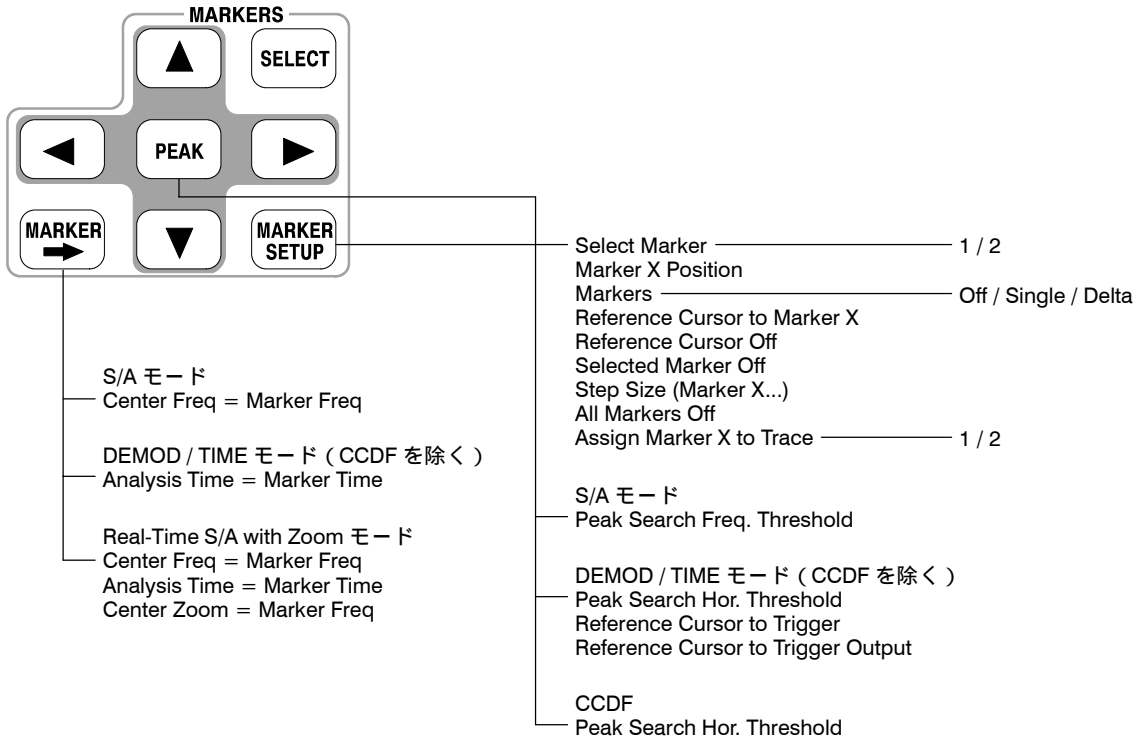 MARKERS
SELECT
PEAK
MARKER
MARKER
SETUP
S/A モード
Center Freq = Marker Freq
DEMOD / TIME モード ( CCDF を除く )
Analysis Time = Marker Time
Real-Time S/A with Zoom モード
Center Freq = Marker Freq
Analysis Time = Marker Time
Center Zoom = Marker Freq
Select Marker 1 / 2
Marker X Position
Markers Off / Single / Delta
Reference Cursor to Marker X
Reference Cursor Off
Selected Marker Off
Step Size (Marker X...)
All Markers Off
Assign Marker X to Trace 1 / 2
S/A モード
Peak Search Freq. Threshold
DEMOD / TIME モード ( CCDF を除く )
Peak Search Hor. Threshold
Reference Cursor to Trigger
Reference Cursor to Trigger Output
CCDF
Peak Search Hor. Threshold